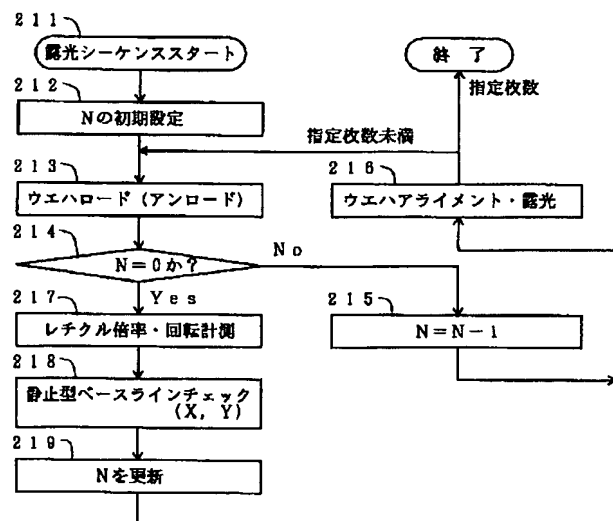 211
露光シーケンススタート
終 了
212
指定枚数
Nの初期設定
指定枚数未満
213
216
ウエハロード(アンロード)
ウエハアライメント・露光
214
N=0か?
No
Yes
217
215
レチクル倍率・回転計測
N=N-1
218
静止型ベースラインチェック
(X, Y)
219
Nを更新